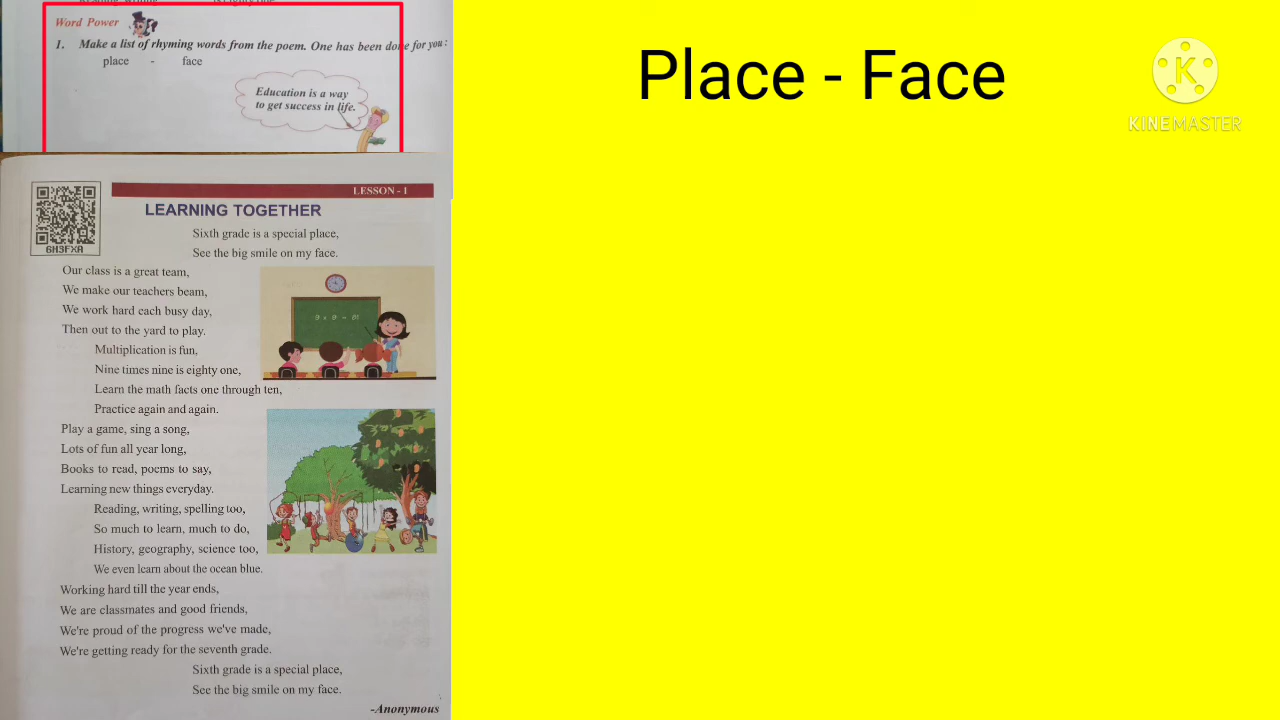 Word Power
1. Make a list of rhyming words from the poem. One has been done for you:
place - face
Education is a way
to get success in life.
LESSON - 1
6H3FXA
LEARNING TOGETHER
Sixth grade is a special place,
See the big smile on my face.
Our class is a great team,
We make our teachers beam,
We work hard each busy day,
Then out to the yard to play.
Multiplication is fun,
Nine times nine is eighty one,
Learn the math facts one through ten,
Practice again and again.
Play a game, sing a song,
Lots of fun all year long,
Books to read, poems to say,
Learning new things everyday.
Reading, writing, spelling too,
So much to learn, much to do,
History, geography, science too,
We even learn about the ocean blue.
Working hard till the year ends,
We are classmates and good friends,
We're proud of the progress we've made,
We're getting ready for the seventh grade.
Sixth grade is a special place,
See the big smile on my face.
-Anonymous
Place - Face
K
KINEMASTER